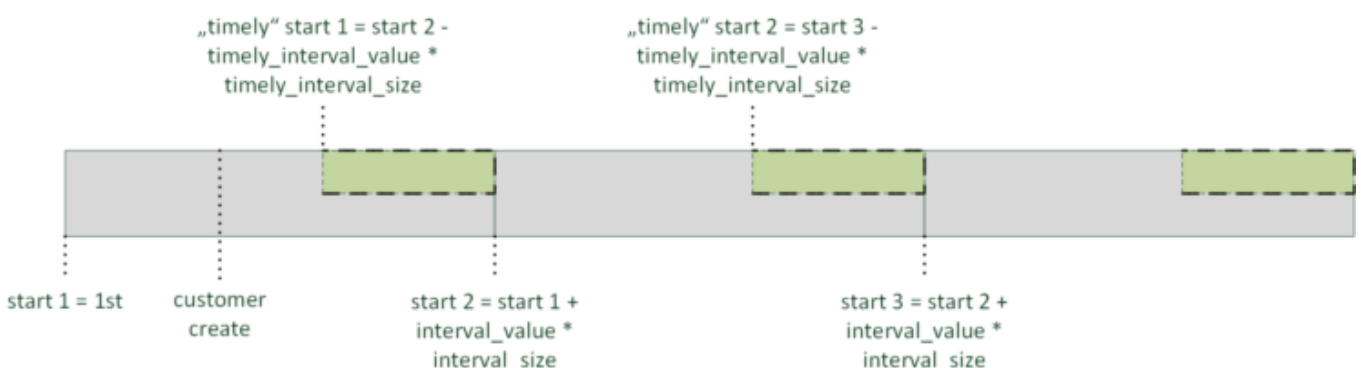 „timely“ start 1 = start 2 -
timely_interval_value *
timely_interval_size
„timely“ start 2 = start 3 -
timely_interval_value *
timely_interval_size
start 1 = 1st
customer
create
start 2 = start 1 +
interval_value *
interval_size
start 3 = start 2 +
interval_value *
interval_size